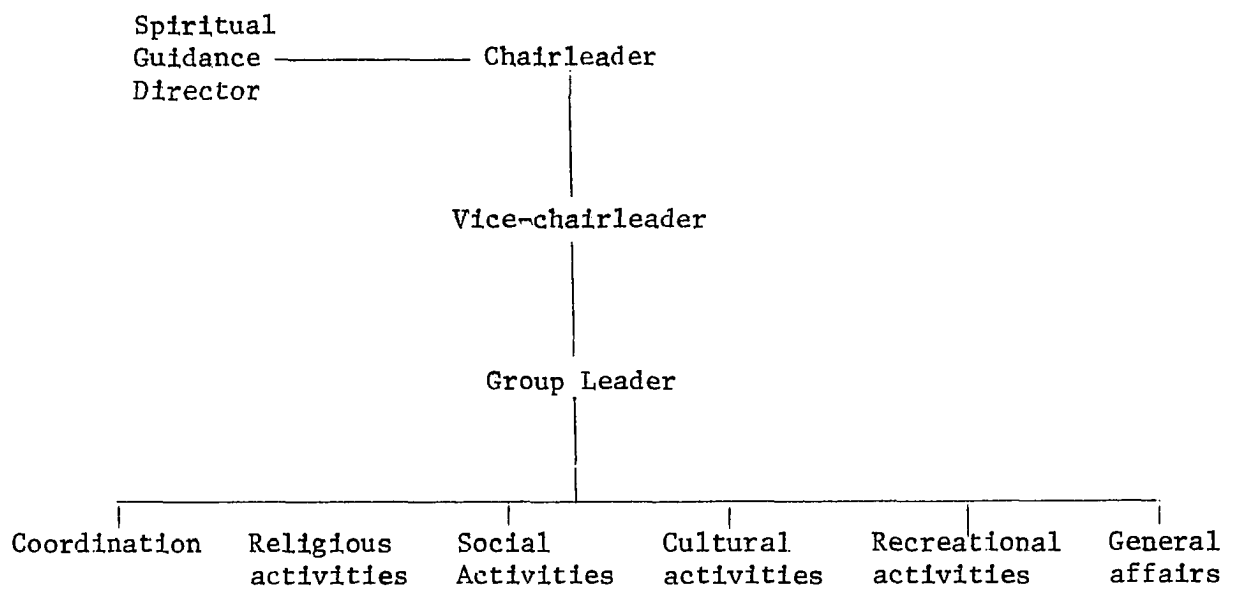 Spiritual
Guidance
Director
Chairleader
Vice-chairleader
Group Leader
Coordination
Religious
activities
Social
Activities
Cultural
activities
Recreational
activities
General
affairs